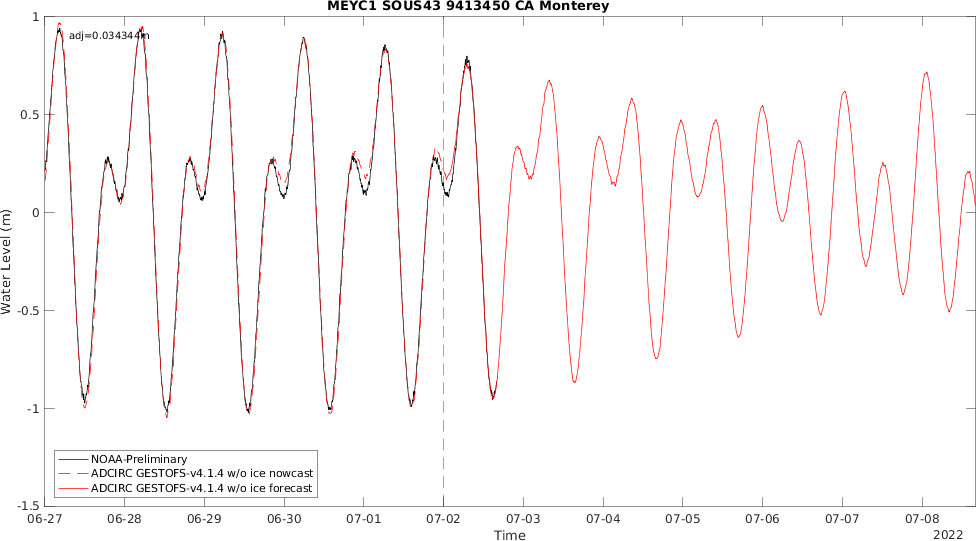 MEYC1 SOUS43 9413450 CA Monterey
adj=0.034344m
1
0.5
0
-0.5
-1
-1.5
Water Level (m)
NOAA-Preliminary
ADCIRC GESTOFS-v4.1.4 w/o ice nowcast
ADCIRC GESTOFS-v4.1.4 w/o ice forecast
06-27 06-28 06-29 06-30 07-01 07-02 07-03 07-04 07-05 07-06 07-07 07-08
Time
2022